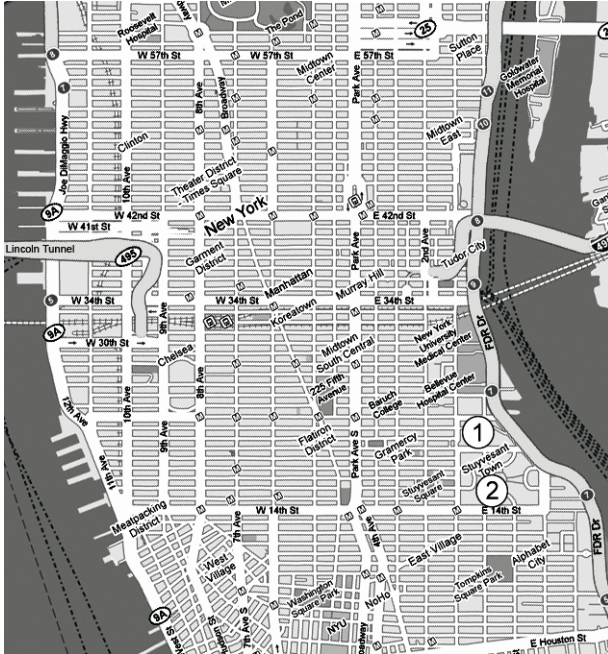 Roosevelt
Hospital
The Pond
25
W 57th St
W 57th St
57th St
Sutton
Place
Midtown
Center
Park Ave
8th Ave
Broadway
Goldwater
Memorial
Hospital
11
10
Clinton
Midtown
East
Joe DiMaggio Hwy
10th Ave
Theater District
- Times Square
9A
New York
W 42nd St
E 42nd St
W 41st St
Lincoln Tunnel
495
Garment
District
Park Ave
2nd Ave
Tudor City
Manhattan
Murray Hill
W 34th St
W 34th St
E 34th St
Koreatown
9th Ave
9A
W 30th St
FDR Dr
New York
University
Medical Center
Chelsea
Midtown
South Central
8th Ave
225 Fifth
Avenue
Bellevue
Hospital Center
Baruch
College
12th Ave
10th Ave
9th Ave
11th Ave
Flatiron
District
Park Ave S
Gramercy
Park
1
Stuyvesant
Town
2
Stuyvesant
Square
Meatpacking
District
7th Ave
W 14th St
E 14th St
4th Ave
FDR Dr
West
Village
East Village
Alphabet
City
Tompkins
Square Park
Washington
Square Park
NoHo
9A
7th Ave S
NYU
E Houston St